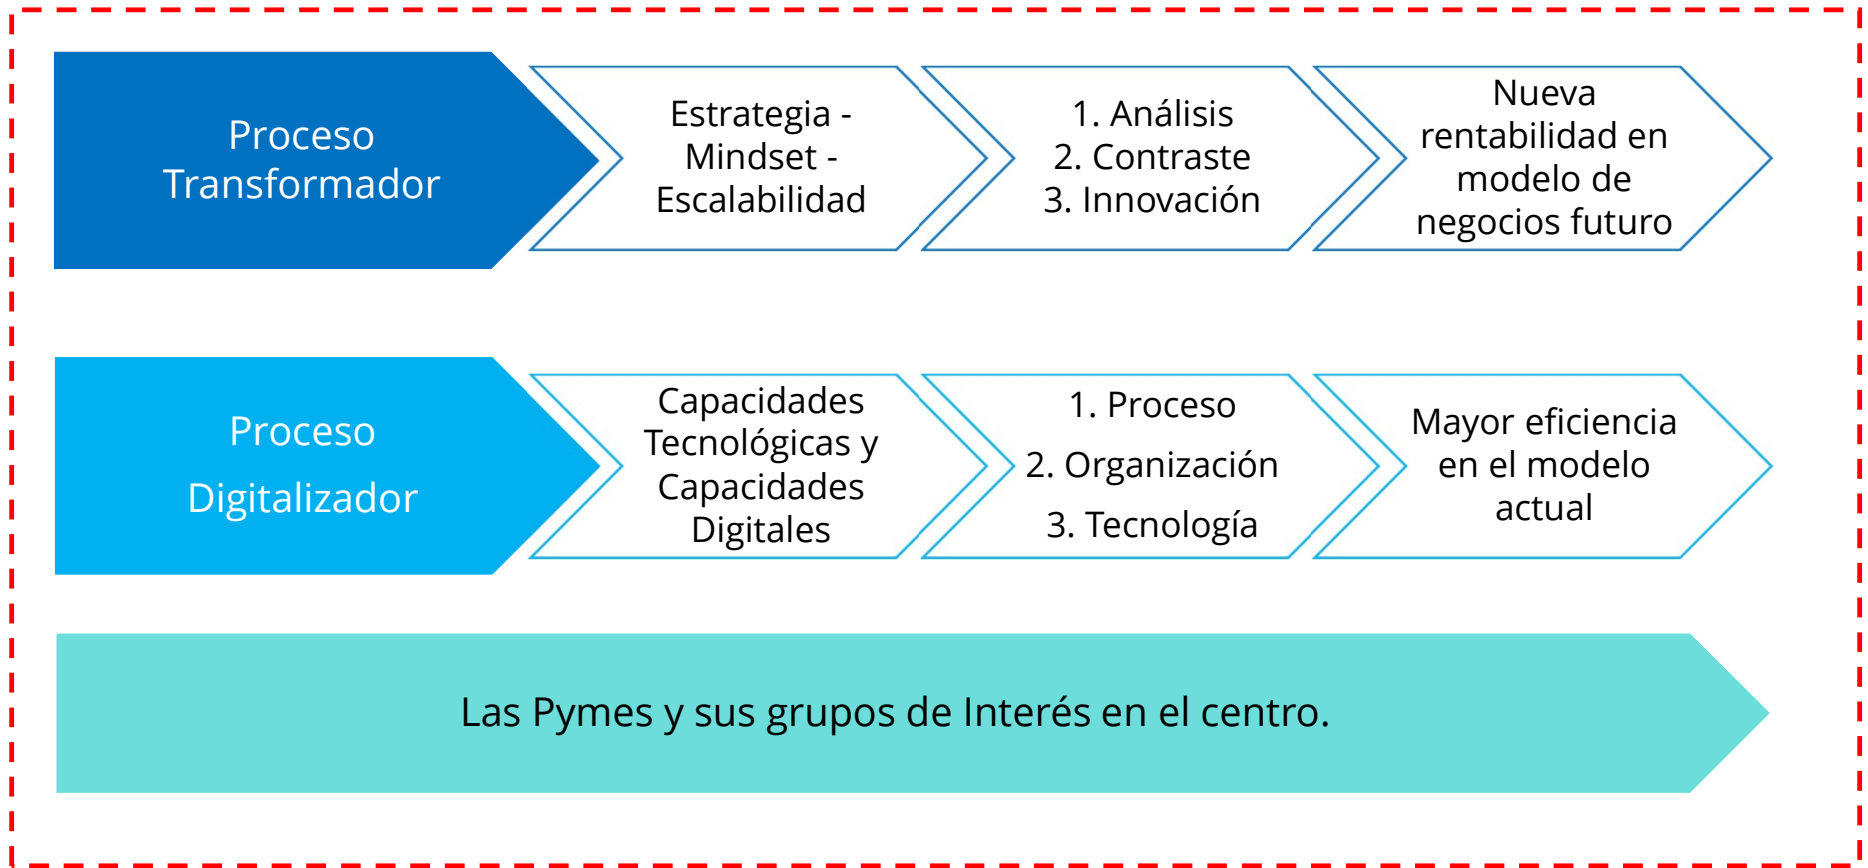 Proceso
Transformador
Estrategia -
Mindset -
Escalabilidad
1. Análisis
2. Contraste
3. Innovación
Nueva
rentabilidad en
modelo de
negocios futuro
Proceso
Digitalizador
Capacidades
Tecnológicas y
Capacidades
Digitales
1. Proceso
2. Organización
3. Tecnología
Mayor eficiencia
en el modelo
actual
Las Pymes y sus grupos de Interés en el centro.